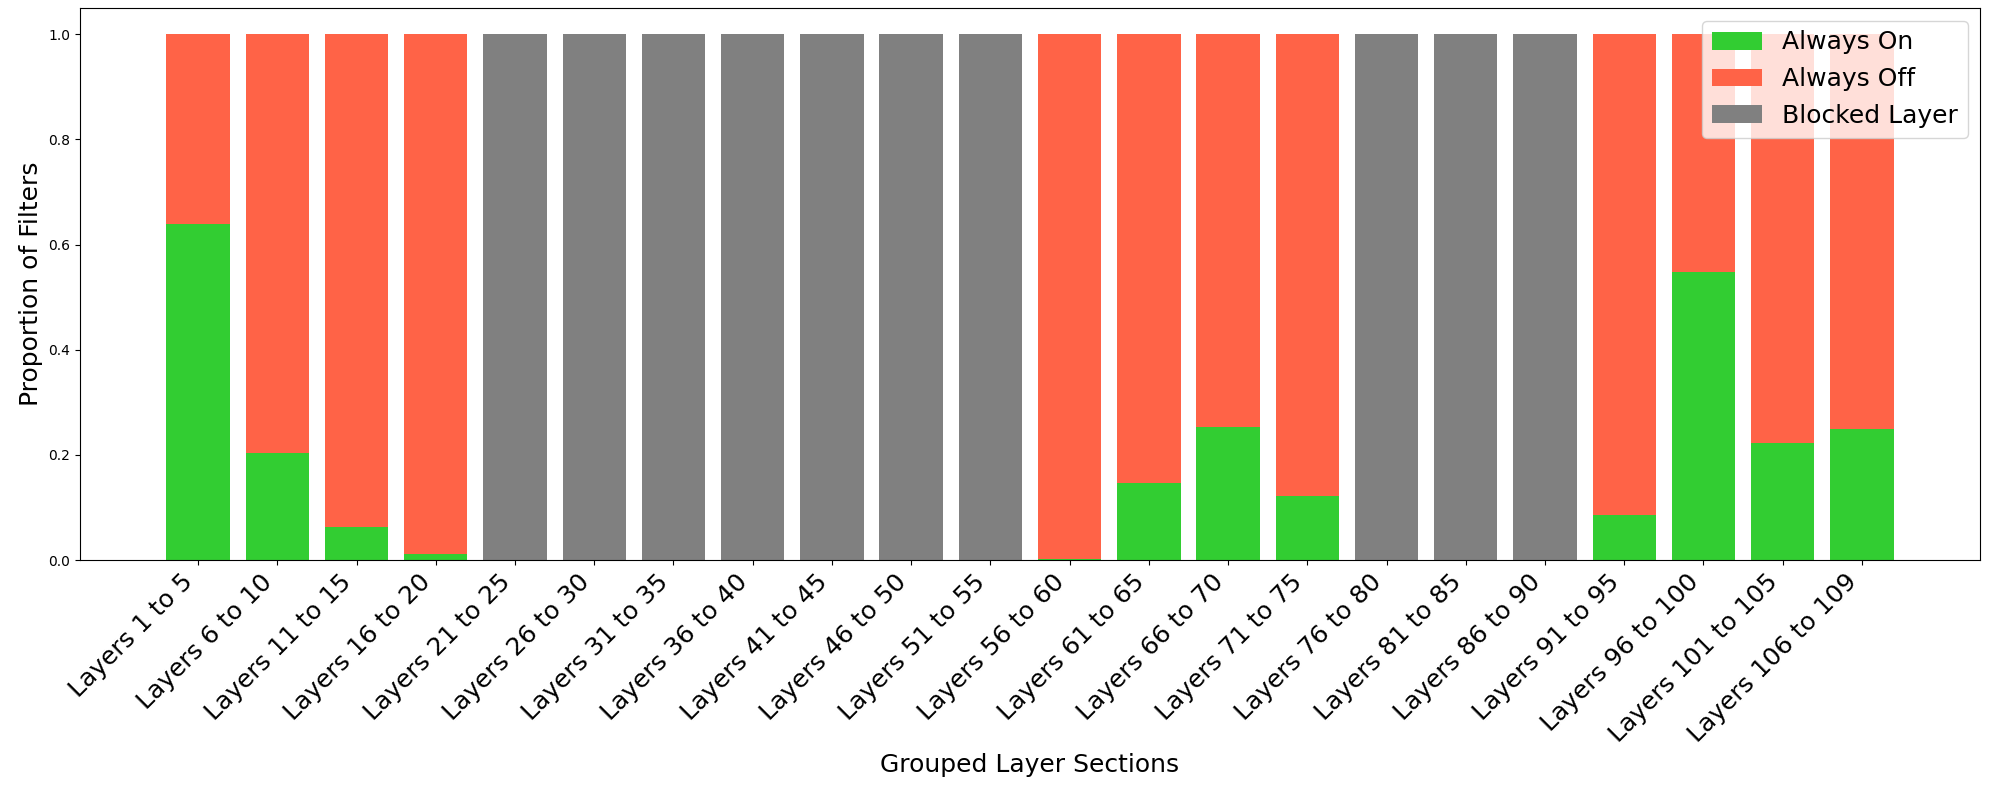 Always On
Always Off
Blocked Layer
Proportion of Filters
1.0
0.8
0.6
0.4
0.2
0.0
Layers 1 to 5
Layers 6 to 10
Layers 11 to 15
Layers 16 to 20
Layers 21 to 25
Layers 26 to 30
Layers 31 to 35
Layers 36 to 40
Layers 41 to 45
Layers 46 to 50
Layers 51 to 55
Layers 56 to 60
Layers 61 to 65
Layers 66 to 70
Layers 71 to 75
Layers 76 to 80
Layers 81 to 85
Layers 86 to 90
Layers 91 to 95
Layers 96 to 100
Layers 101 to 105
Layers 106 to 109
Grouped Layer Sections